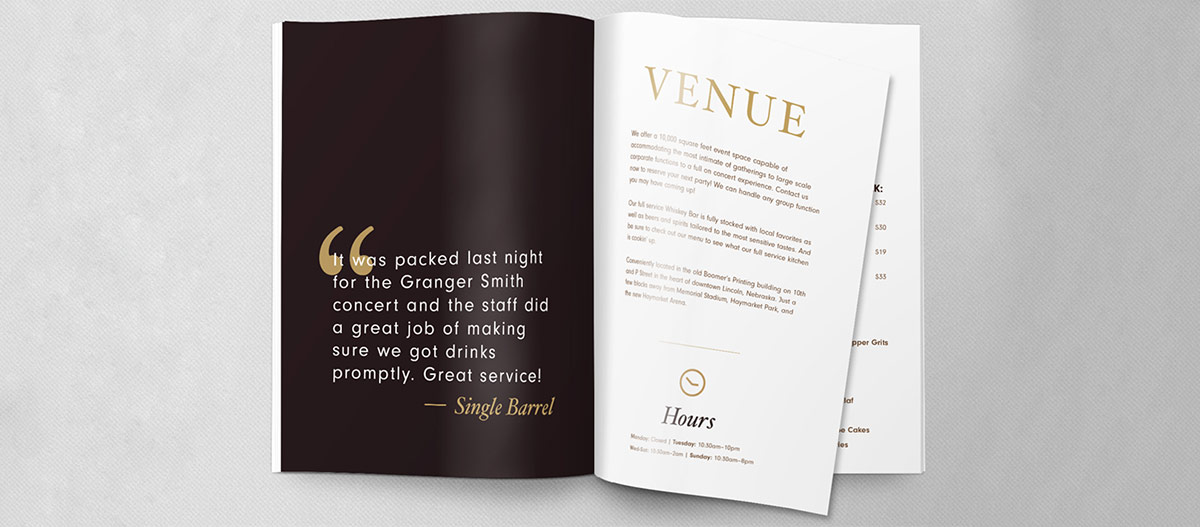 “
It was packed last night
for the Granger Smith
concert and the staff did
a great job of making
sure we got drinks
promptly. Great service!
— Single Barrel
VENUE
We offer a 10,000 square feet event space capable of
accommodating the most intimate of gatherings to large scale
corporate functions to a full on concert experience. Contact us
now to reserve your next party! We can handle any group function
you may have coming up!
Our full service Whiskey Bar is fully stocked with local favorites as
well as beers and spirits tailored to the most sensitive tastes. And
be sure to check out our menu to see what our full service kitchen
is cookin' up.
Conveniently located in the old Boomer's Printing building on 10th
and P Street in the heart of downtown Lincoln, Nebraska. Just a
few blocks away from Memorial Stadium, Haymarket Park, and
the new Haymarket Arena.
Hours
Monday: Closed | Tuesday: 10:30am–10pm
Wed-Sat: 10:30am–2am | Sunday: 10:30am–8pm
K:
$32
$30
$19
$33
pper Grits
Cakes
ies